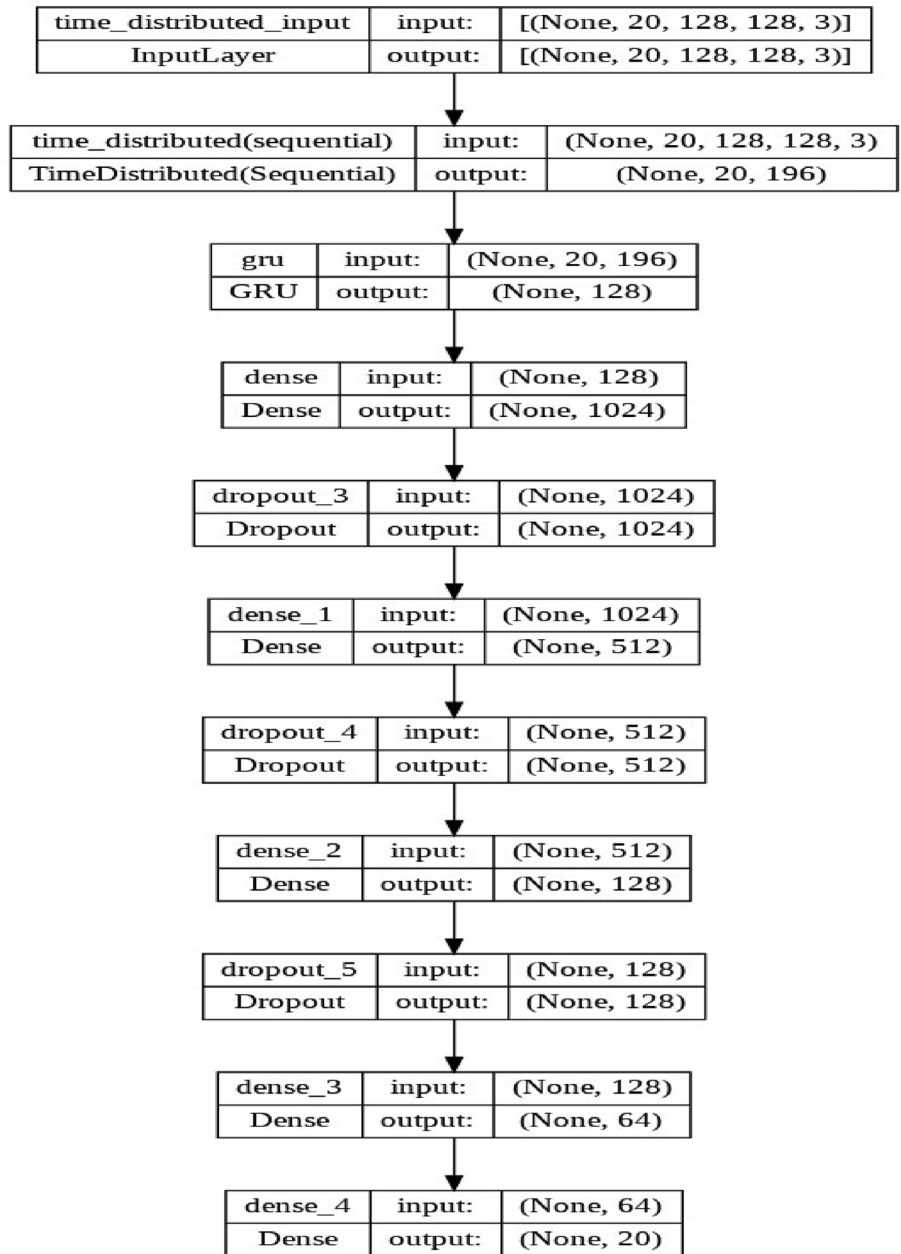 time_distributed_input input: [(None, 20, 128, 128, 3)]
InputLayer output: [(None, 20, 128, 128, 3)]
time_distributed(sequential) input: (None, 20, 128, 128, 3)
TimeDistributed(Sequential) output: (None, 20, 196)
gru input: (None, 20, 196)
GRU output: (None, 128)
dense input: (None, 128)
Dense output: (None, 1024)
dropout_3 input: (None, 1024)
Dropout output: (None, 1024)
dense_1 input: (None, 1024)
Dense output: (None, 512)
dropout_4 input: (None, 512)
Dropout output: (None, 512)
dense_2 input: (None, 512)
Dense output: (None, 128)
dropout_5 input: (None, 128)
Dropout output: (None, 128)
dense_3 input: (None, 128)
Dense output: (None, 64)
dense_4 input: (None, 64)
Dense output: (None, 20)